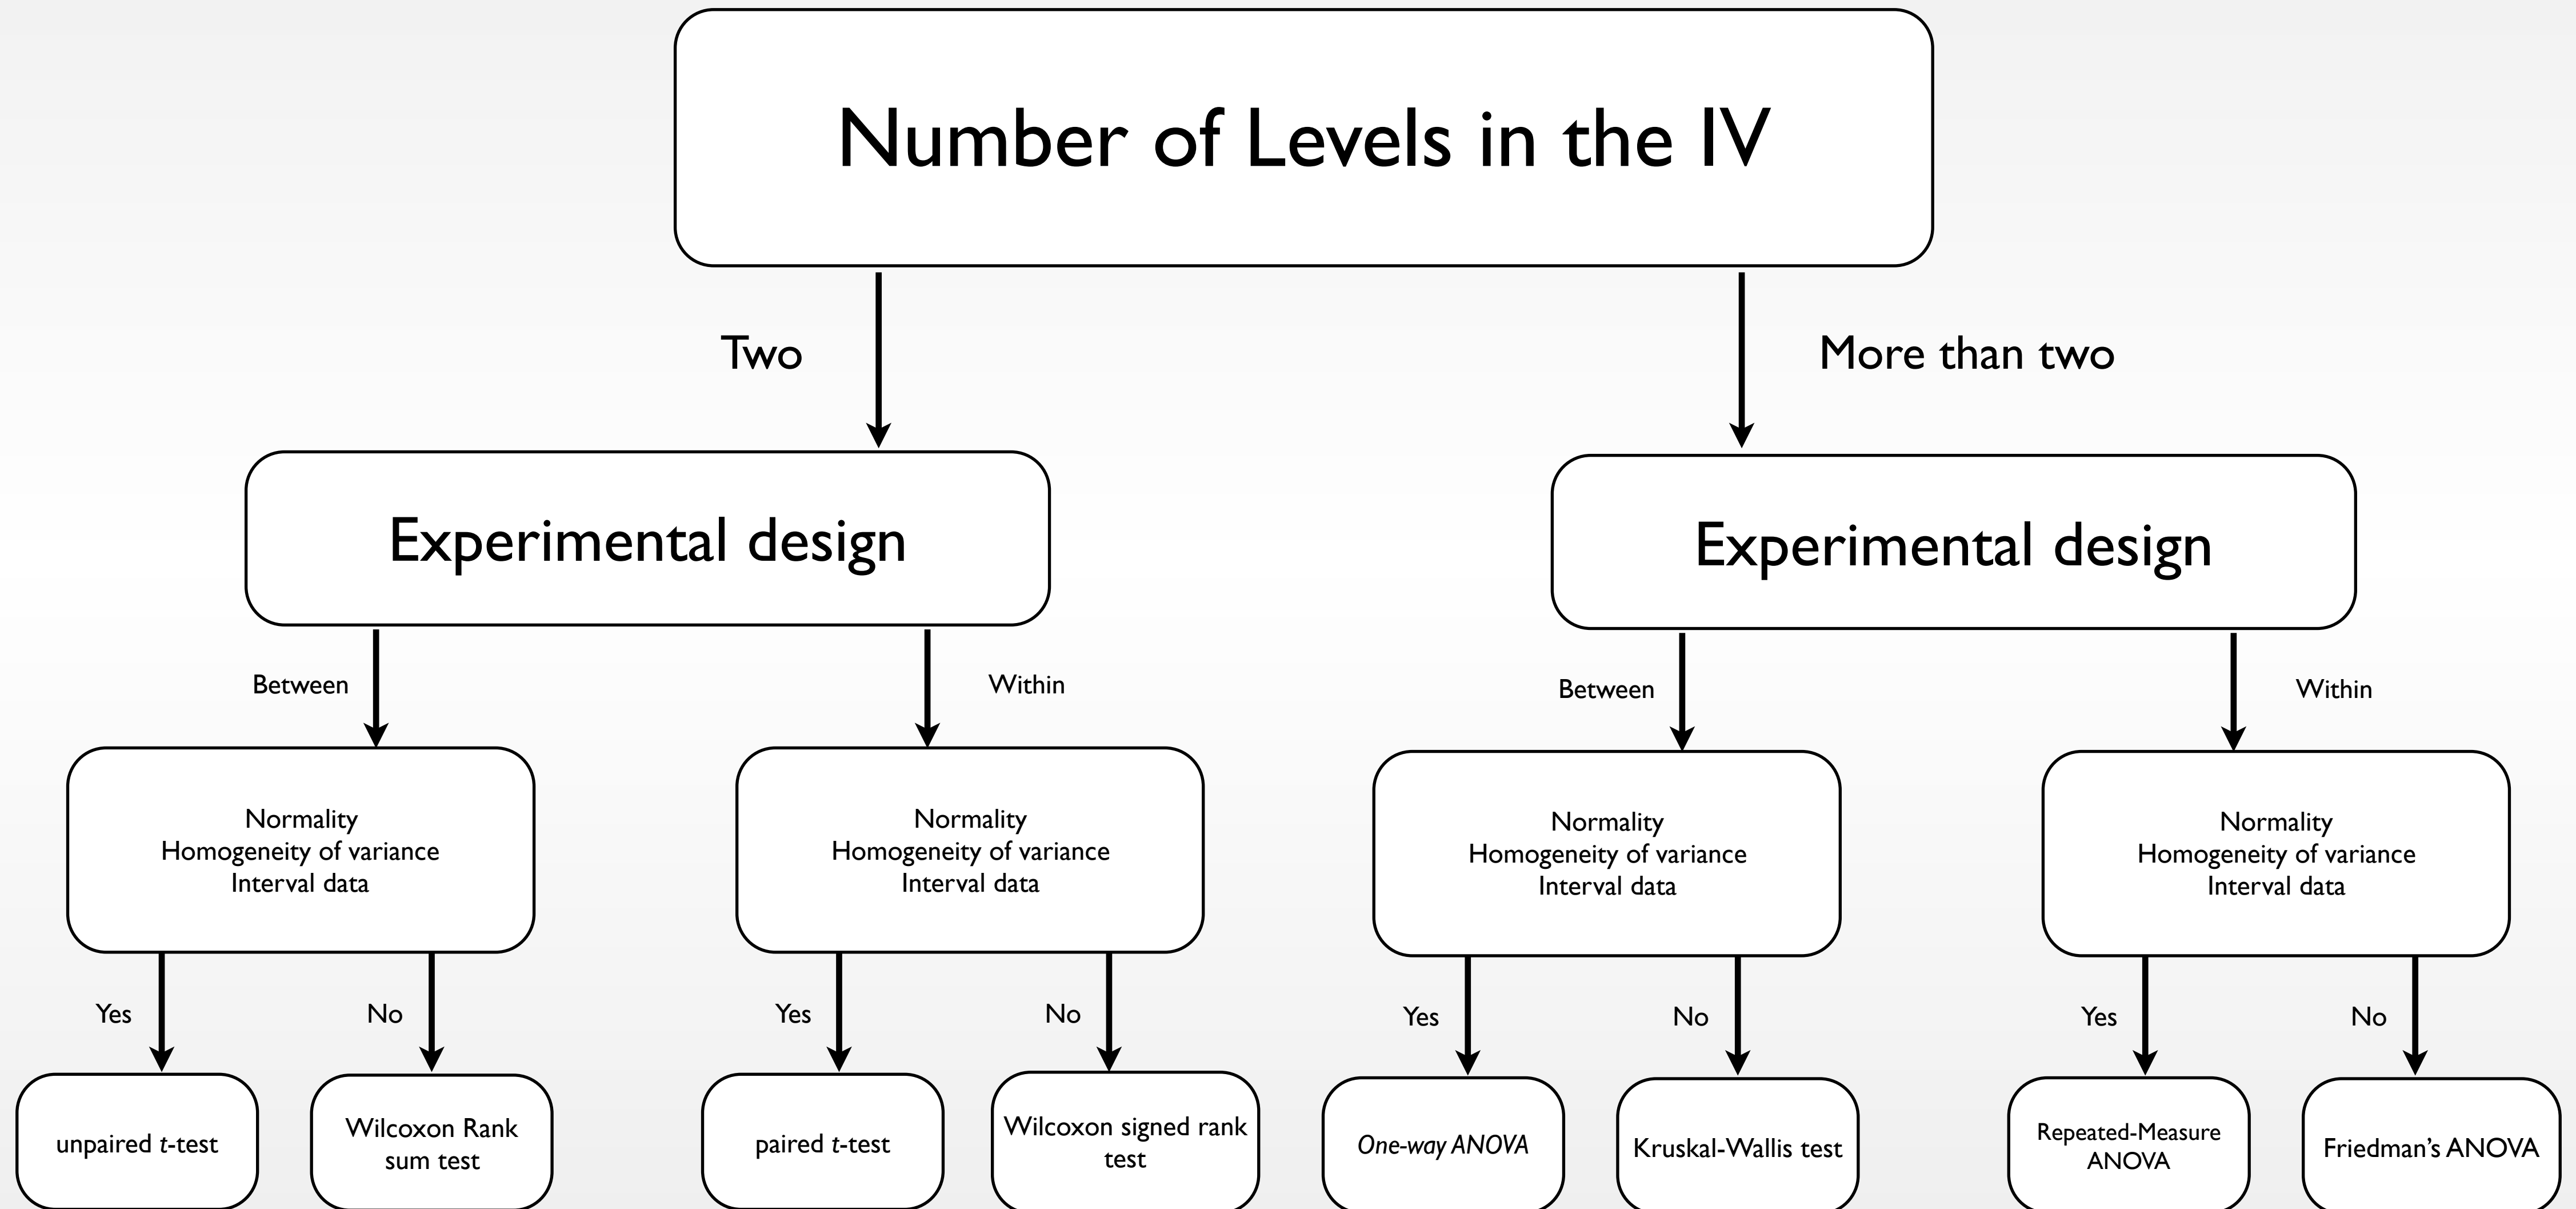 Number of Levels in the IV
Two
More than two
Experimental design
Experimental design
Between
Within
Between
Within
Normality
Homogeneity of variance
Interval data
Normality
Homogeneity of variance
Interval data
Normality
Homogeneity of variance
Interval data
Normality
Homogeneity of variance
Interval data
Yes
No
Yes
No
Yes
No
Yes
No
unpaired t-test
Wilcoxon Rank
sum test
paired t-test
Wilcoxon signed rank
test
One-way ANOVA
Kruskal-Wallis test
Repeated-Measure
ANOVA
Friedman’s ANOVA